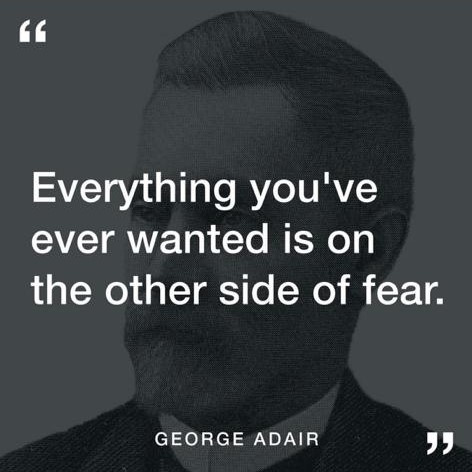 “
Everything you've
ever wanted is on
the other side of fear.
GEORGE ADAIR
”